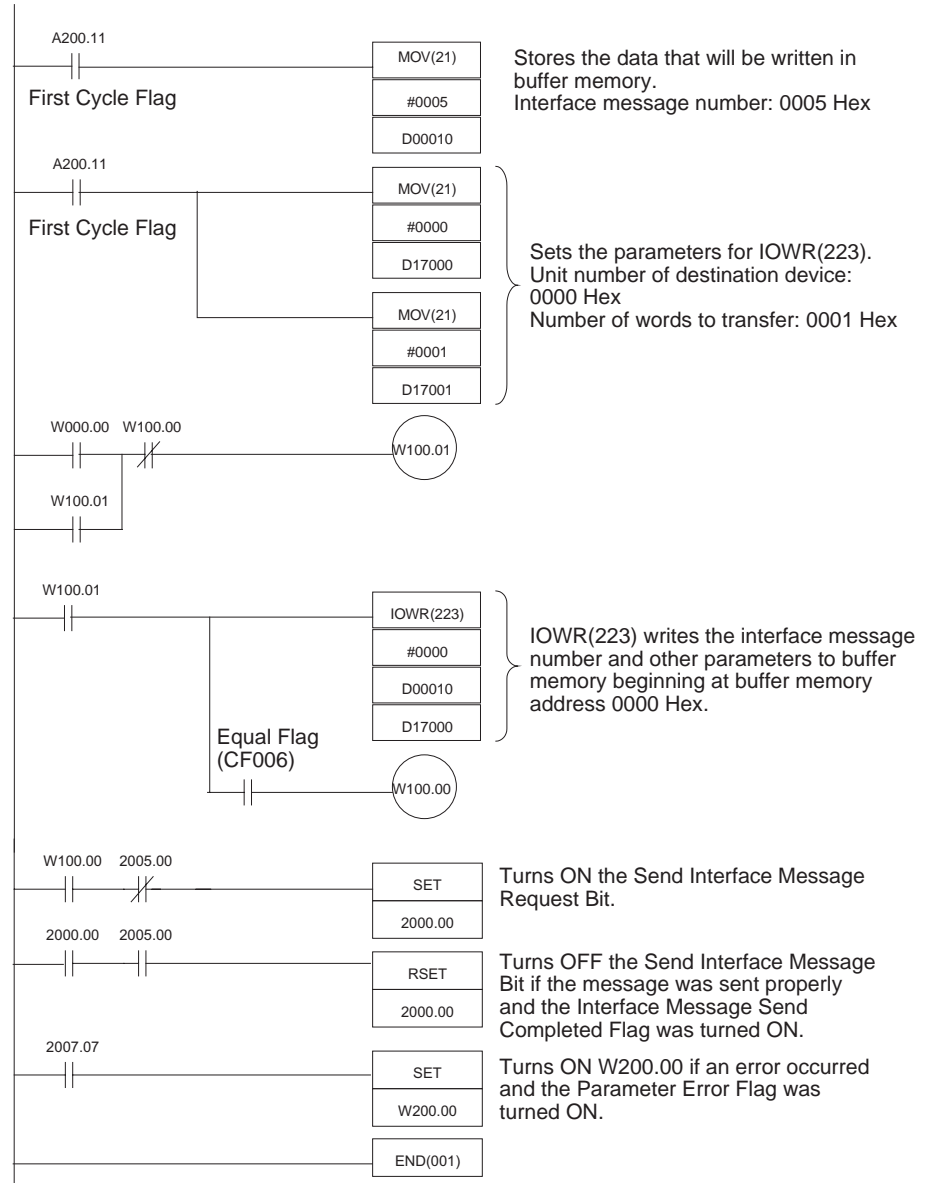 A200.11
MOV(21)
First Cycle Flag
#0005
D00010
Stores the data that will be written in
buffer memory.
Interface message number: 0005 Hex
A200.11
MOV(21)
First Cycle Flag
#0000
D17000
MOV(21)
#0001
D17001
Sets the parameters for IOWR(223).
Unit number of destination device:
0000 Hex
Number of words to transfer: 0001 Hex
W000.00 W100.00
W100.01
W100.01
W100.01
IOWR(223)
#0000
D00010
D17000
IOWR(223) writes the interface message
number and other parameters to buffer
memory beginning at buffer memory
address 0000 Hex.
Equal Flag
(CF006)
W100.00
W100.00 2005.00
SET
2000.00
Turns ON the Send Interface Message
Request Bit.
2000.00 2005.00
RSET
2000.00
Turns OFF the Send Interface Message
Bit if the message was sent properly
and the Interface Message Send
Completed Flag was turned ON.
2007.07
SET
W200.00
Turns ON W200.00 if an error occurred
and the Parameter Error Flag was
turned ON.
END(001)